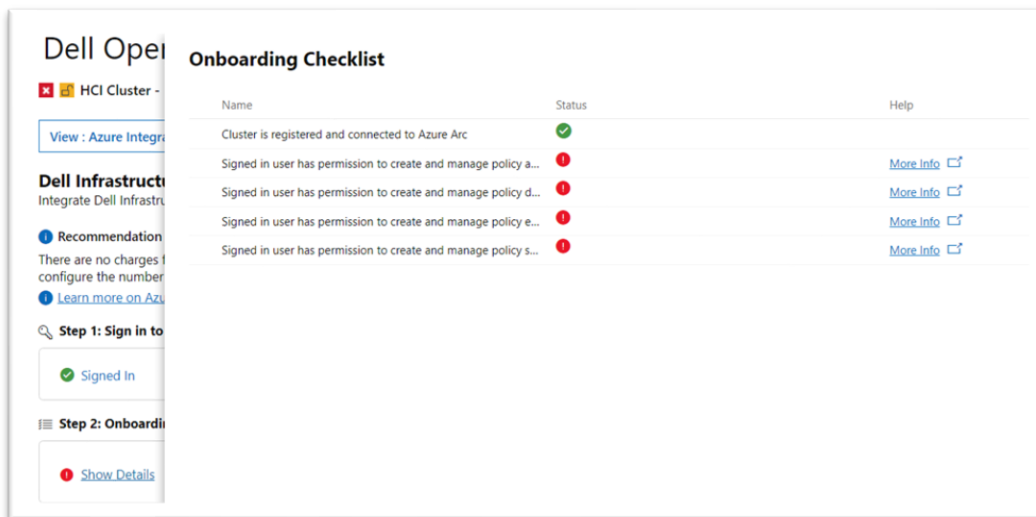 Dell Oper
HCI Cluster -
View : Azure Integra
Dell Infrastructu
Integrate Dell Infrastru
Recommendation
There are no charges f
configure the number
Learn more on Azu
Step 1: Sign in to
Signed In
Step 2: Onboardin
Show Details
Onboarding Checklist
Name Status Help
Cluster is registered and connected to Azure Arc
Signed in user has permission to create and manage policy a... More Info
Signed in user has permission to create and manage policy d... More Info
Signed in user has permission to create and manage policy e... More Info
Signed in user has permission to create and manage policy s... More Info